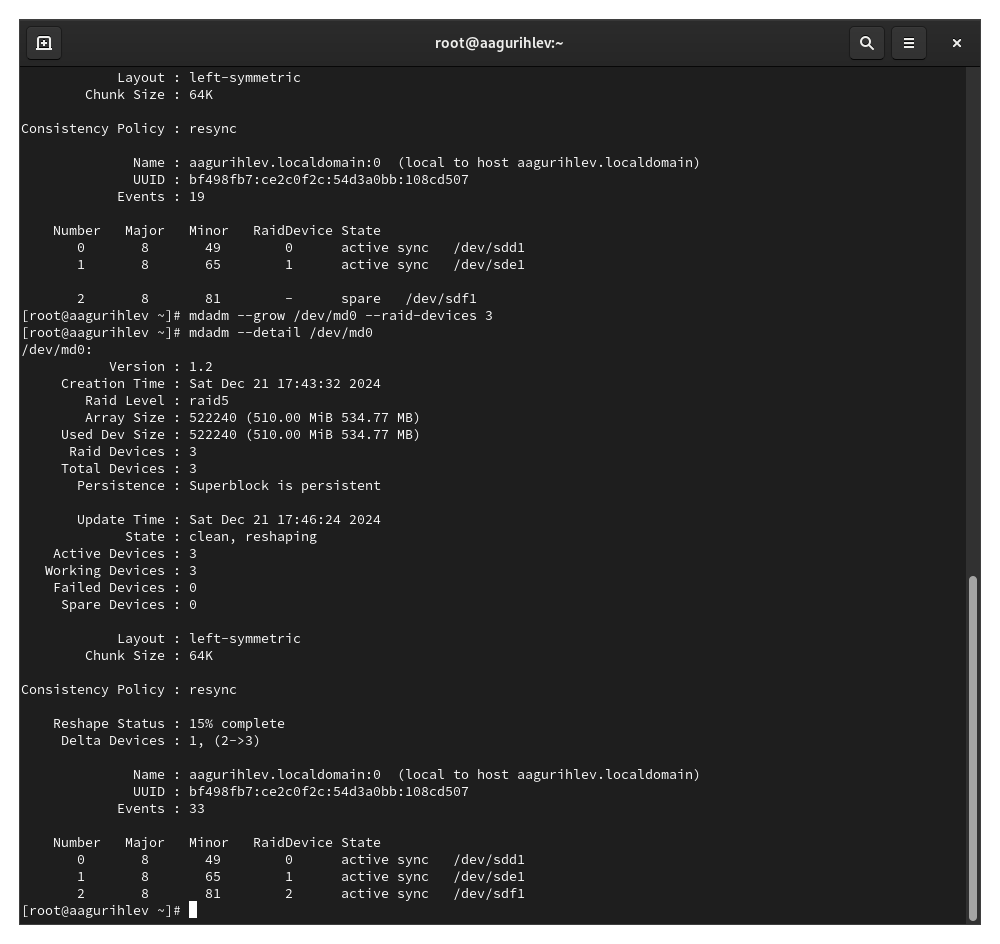 root@aagurihlev:~
Layout : left-symmetric
Chunk Size : 64K
Consistency Policy : resync
Name : aagurihlev.localdomain:0  (local to host aagurihlev.localdomain)
UUID : bf498fb7:ce2c0f2c:54d3a0bb:108cd507
Events : 19
Number   Major   Minor   RaidDevice State
0       8       49        0      active sync   /dev/sdd1
1       8       65        1      active sync   /dev/sde1
2       8       81        -      spare   /dev/sdf1
[root@aagurihlev ~]# mdadm --grow /dev/md0 --raid-devices 3
[root@aagurihlev ~]# mdadm --detail /dev/md0
/dev/md0:
Version : 1.2
Creation Time : Sat Dec 21 17:43:32 2024
Raid Level : raid5
Array Size : 522240 (510.00 MiB 534.77 MB)
Used Dev Size : 522240 (510.00 MiB 534.77 MB)
Raid Devices : 3
Total Devices : 3
Persistence : Superblock is persistent
Update Time : Sat Dec 21 17:46:24 2024
State : clean, reshaping
Active Devices : 3
Working Devices : 3
Failed Devices : 0
Spare Devices : 0
Layout : left-symmetric
Chunk Size : 64K
Consistency Policy : resync
Reshape Status : 15% complete
Delta Devices : 1, (2->3)
Name : aagurihlev.localdomain:0  (local to host aagurihlev.localdomain)
UUID : bf498fb7:ce2c0f2c:54d3a0bb:108cd507
Events : 33
Number   Major   Minor   RaidDevice State
0       8       49        0      active sync   /dev/sdd1
1       8       65        1      active sync   /dev/sde1
2       8       81        2      active sync   /dev/sdf1
[root@aagurihlev ~]#